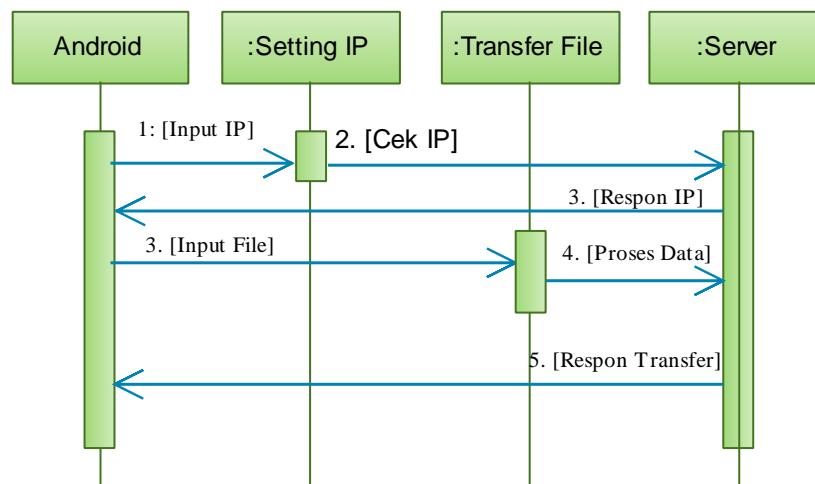 Android
:Setting IP
:Transfer File
:Server
1: [Input IP]
2. [Cek IP]
3. [Respon IP]
3. [Input File]
4. [Proses Data]
5. [Respon Transfer]